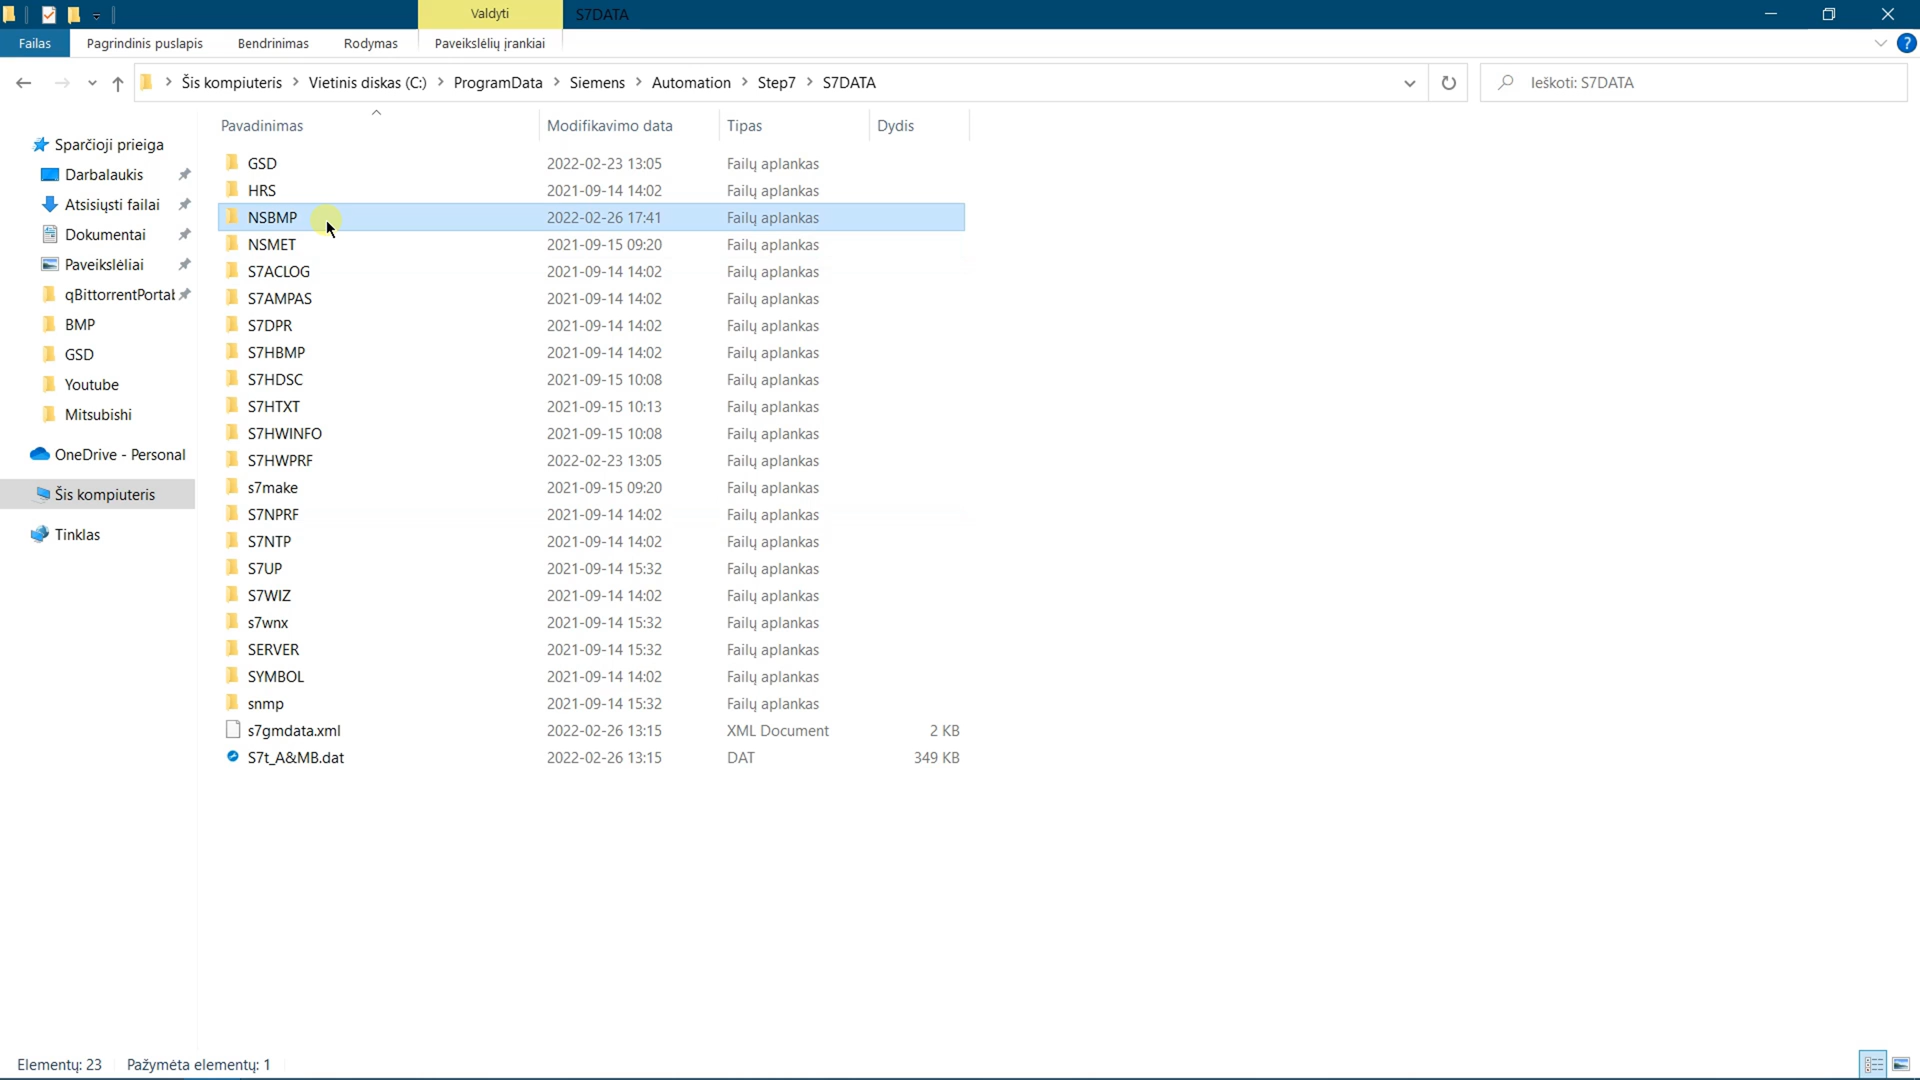 Valdyti
S7DATA
Failas Pagrindinis puslapis Bendrinimas Rodymas Paveikslėlių įrankiai
Šis kompiuteris Vietinis diskas (C:) ProgramData Siemens Automation Step7 S7DATA
Ieškoti: S7DATA
Sparčioji prieiga
Darbalaukis
Atsisiųsti failai
Dokumentai
Paveikslėliai
qBittorrentPortal
BMP
GSD
Youtube
Mitsubishi
OneDrive - Personal
Šis kompiuteris
Tinklas
Pavadinimas Modifikavimo data Tipas Dydis
GSD 2022-02-23 13:05 Failų aplankas
HRS 2021-09-14 14:02 Failų aplankas
NSBMP 2022-02-26 17:41 Failų aplankas
NSMET 2021-09-15 09:20 Failų aplankas
S7ACLOG 2021-09-14 14:02 Failų aplankas
S7AMPAS 2021-09-14 14:02 Failų aplankas
S7DPR 2021-09-14 14:02 Failų aplankas
S7HBMP 2021-09-14 14:02 Failų aplankas
S7HDSC 2021-09-15 10:08 Failų aplankas
S7HTXT 2021-09-15 10:13 Failų aplankas
S7HWINFO 2021-09-15 10:08 Failų aplankas
S7HWPRF 2022-02-23 13:05 Failų aplankas
s7make 2021-09-15 09:20 Failų aplankas
S7NPRF 2021-09-14 14:02 Failų aplankas
S7NTP 2021-09-14 14:02 Failų aplankas
S7UP 2021-09-14 15:32 Failų aplankas
S7WIZ 2021-09-14 14:02 Failų aplankas
s7wnx 2021-09-14 15:32 Failų aplankas
SERVER 2021-09-14 15:32 Failų aplankas
SYMBOL 2021-09-14 14:02 Failų aplankas
snmp 2021-09-14 15:32 Failų aplankas
s7gmdata.xml 2022-02-26 13:15 XML Document 2 KB
S7t_A&MB.dat 2022-02-26 13:15 DAT 349 KB
Elementų: 23 Pažymėta elementų: 1